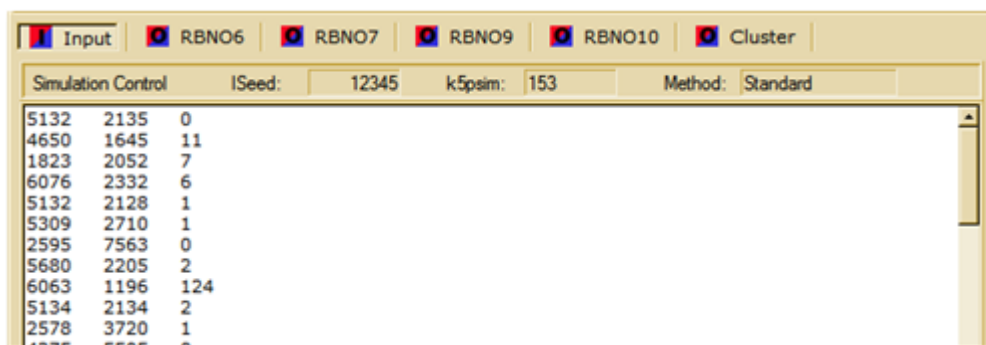 I Input O RBNO6 O RBNO7 O RBNO9 O RBNO10 O Cluster
Simulation Control ISeed: 12345 k5psim: 153 Method: Standard
5132 2135 0
4650 1645 11
1823 2052 7
6076 2332 6
5132 2128 1
5309 2710 1
2595 7563 0
5680 2205 2
6063 1196 124
5134 2134 2
2578 3720 1